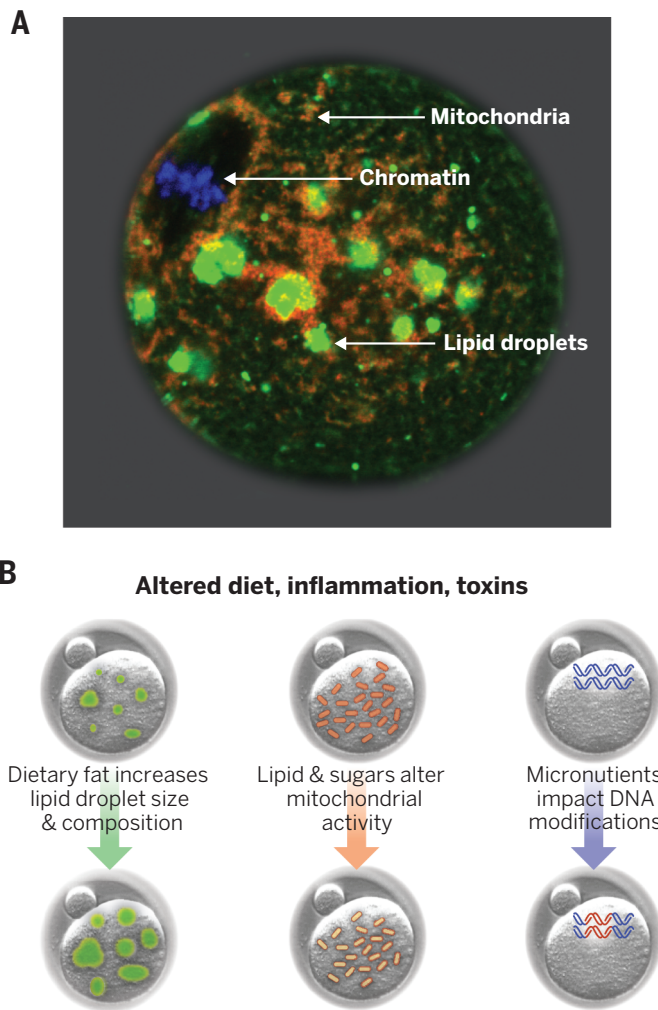 A
Mitochondria
Chromatin
Lipid droplets
B
Altered diet, inflammation, toxins
Dietary fat increases
lipid droplet size
& composition
Lipid & sugars alter
mitochondrial
activity
Micronutients
impact DNA
modifications